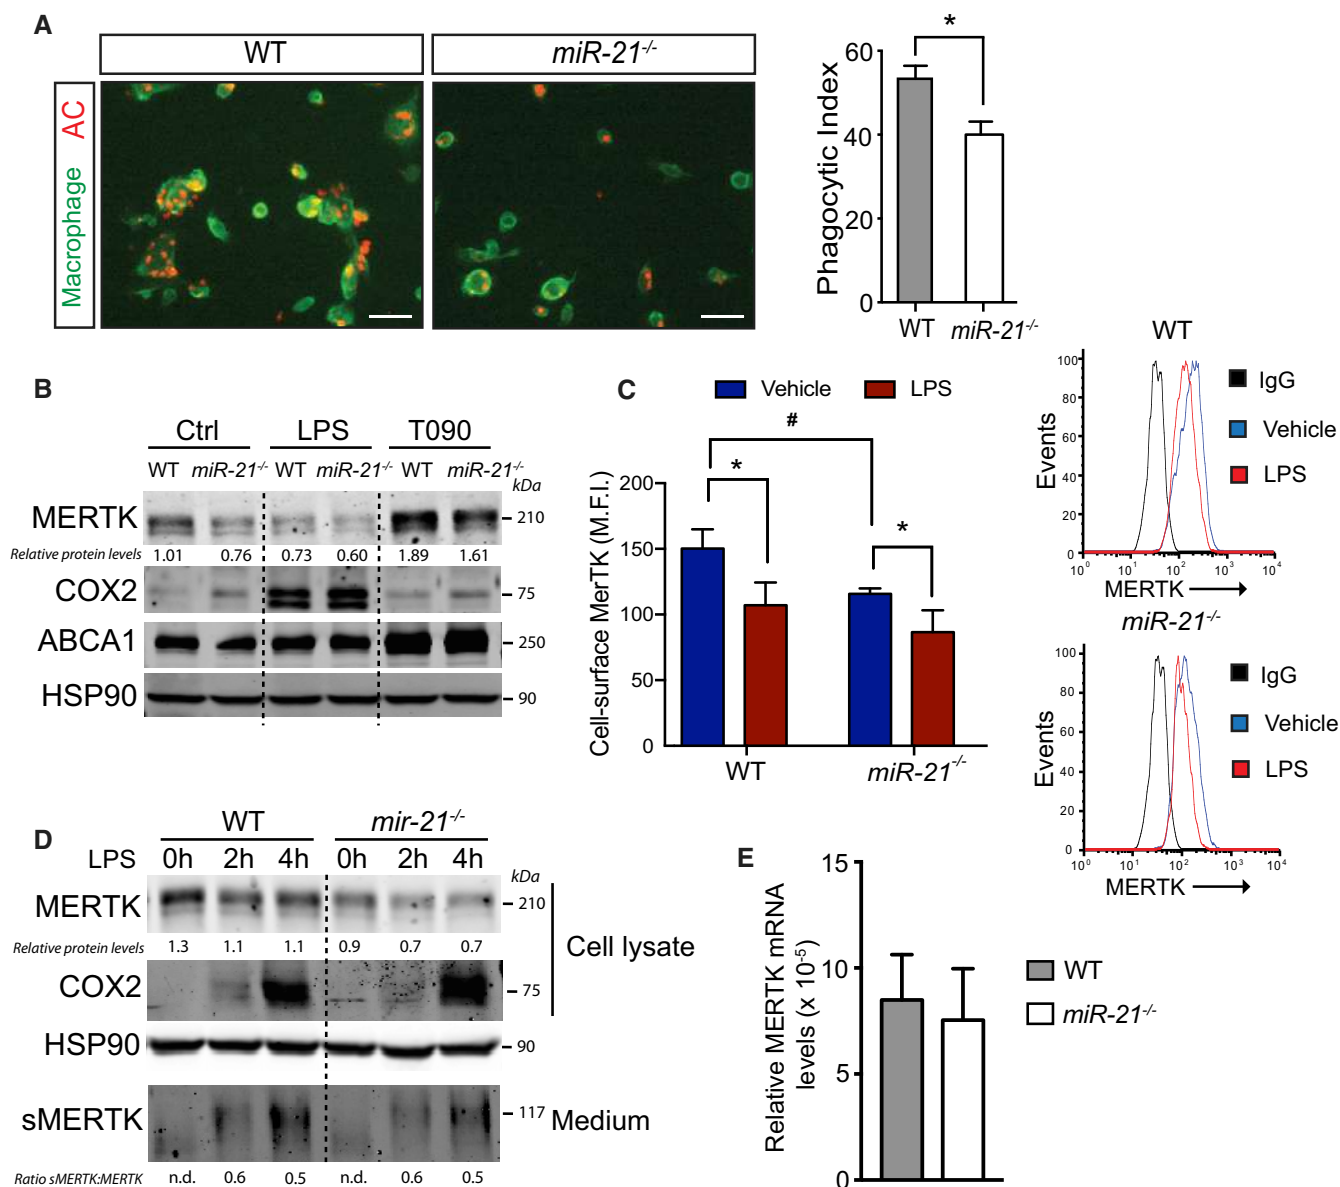 A
WT
miR-21-/-
Macrophage AC
Phagocytic Index
60
40
20
0
*
WT
miR-21-/-
B
Ctrl LPS T090
WT miR-21-/- WT miR-21-/- WT miR-21-/-
kDa
MERTK
210
Relative protein levels 1.01 0.76 0.73 0.60 1.89 1.61
COX2
75
ABCA1
250
HSP90
90
C
Vehicle LPS
Cell-surface MerTK (M.F.I.)
200
150
100
50
0
#
*
*
WT
miR-21-/-
WT
Events
100
80
60
40
20
0
10^0 10^1 10^2 10^3 10^4
MERTK
IgG
Vehicle
LPS
miR-21-/-
Events
100
80
60
40
20
0
10^0 10^1 10^2 10^3 10^4
MERTK
IgG
Vehicle
LPS
D
WT mir-21-/-
LPS 0h 2h 4h 0h 2h 4h
kDa
MERTK
210
Relative protein levels 1.3 1.1 1.1 0.9 0.7 0.7
Cell lysate
COX2
75
HSP90
90
sMERTK
117 Medium
Ratio sMERTK:MERTK n.d. 0.6 0.5 n.d. 0.6 0.5
E
Relative MERTK mRNA
levels (x 10^-5)
15
10
5
0
WT
miR-21-/-